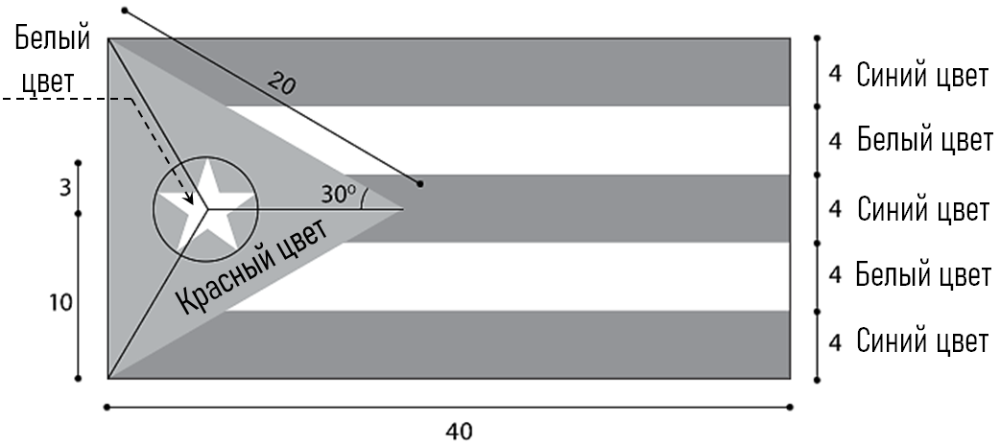 Белый
цвет
20
3
30º
10
Красный цвет
4 Синий цвет
4 Белый цвет
4 Синий цвет
4 Белый цвет
4 Синий цвет
40